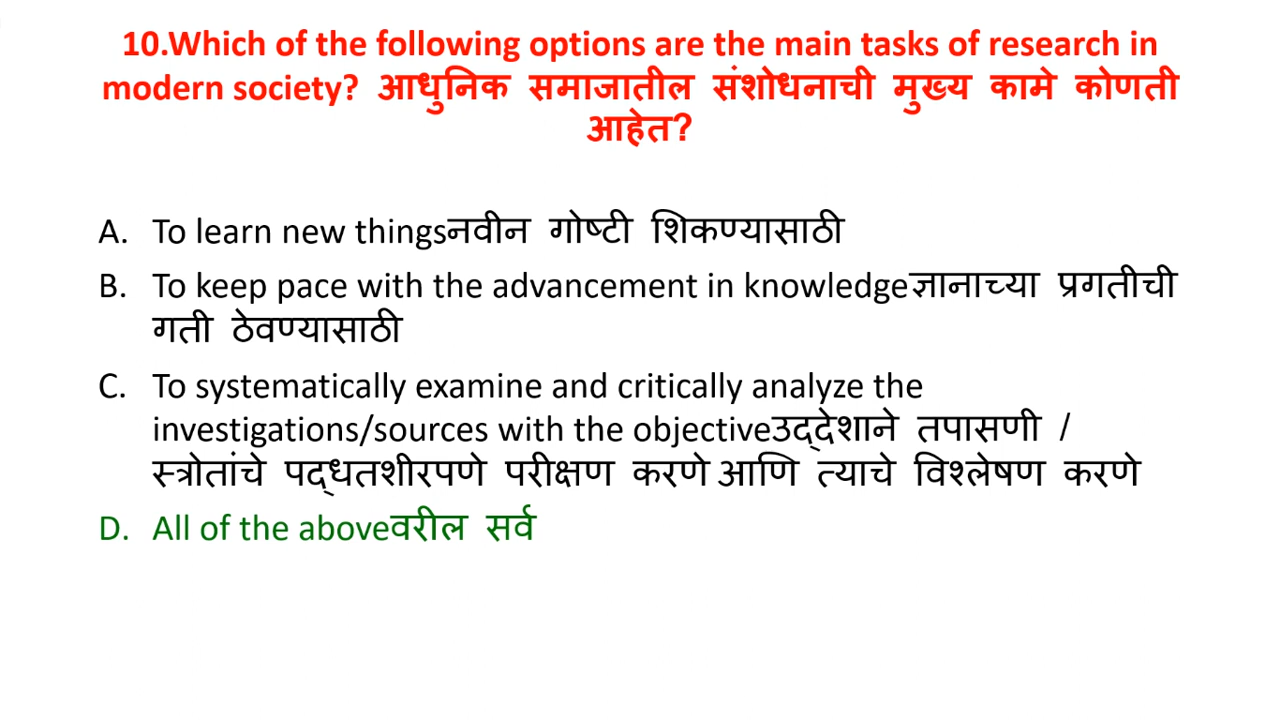 10.Which of the following options are the main tasks of research in
modern society? आधुनिक समाजातील संशोधनाची मुख्य कामे कोणती
आहेत?
A. To learn new thingsनवीन गोष्टी शिकण्यासाठी
B. To keep pace with the advancement in knowledgeज्ञानाच्या प्रगतीची
गती ठेवण्यासाठी
C. To systematically examine and critically analyze the
investigations/sources with the objectiveउद्देशाने तपासणी /
स्त्रोतांचे पद्धतशीरपणे परीक्षण करणे आणि त्याचे विश्लेषण करणे
D. All of the aboveवरील सर्व